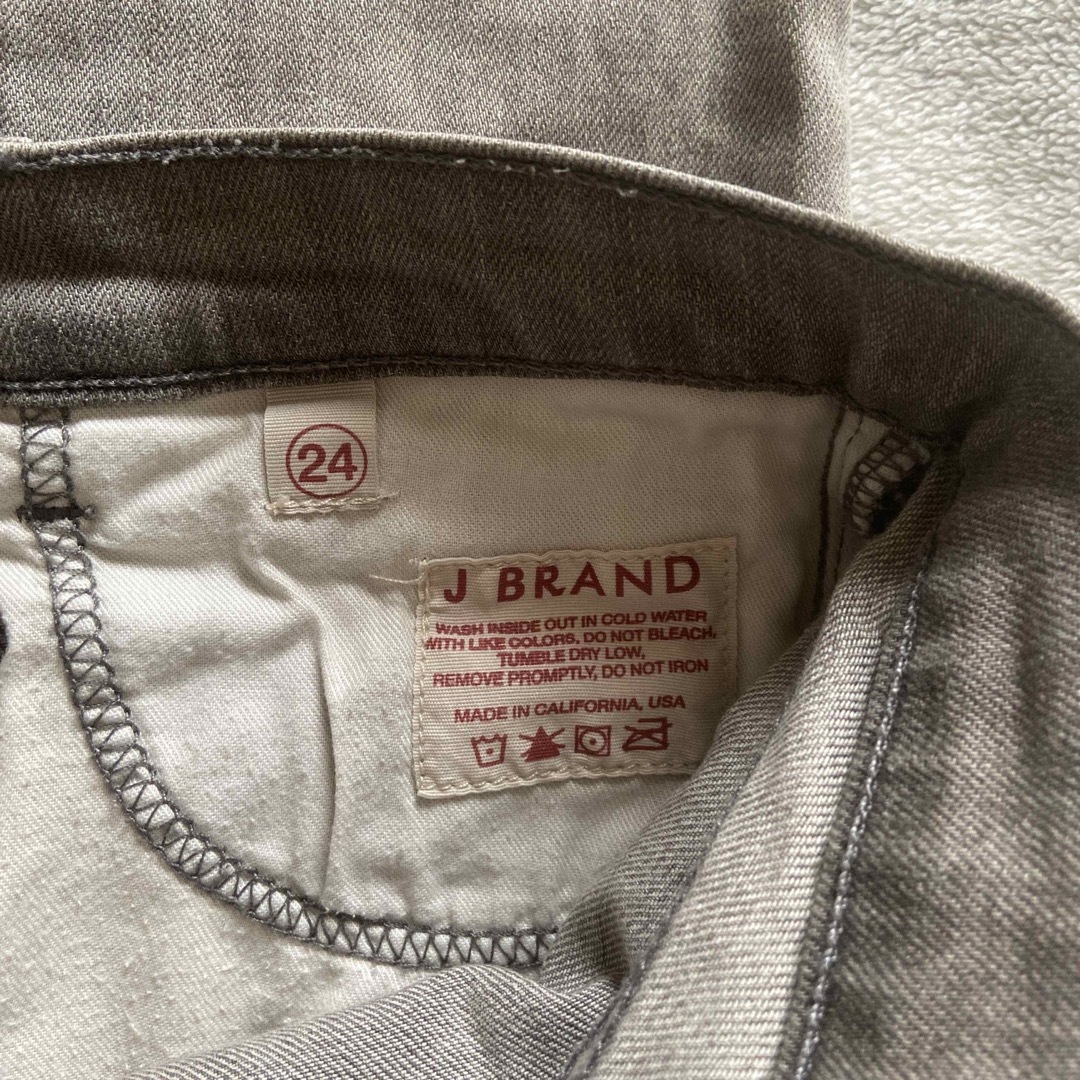 24
J BRAND
WASH INSIDE OUT IN COLD WATER
WITH LIKE COLORS, DO NOT BLEACH,
TUMBLE DRY LOW,
REMOVE PROMPTLY, DO NOT IRON
MADE IN CALIFORNIA, USA